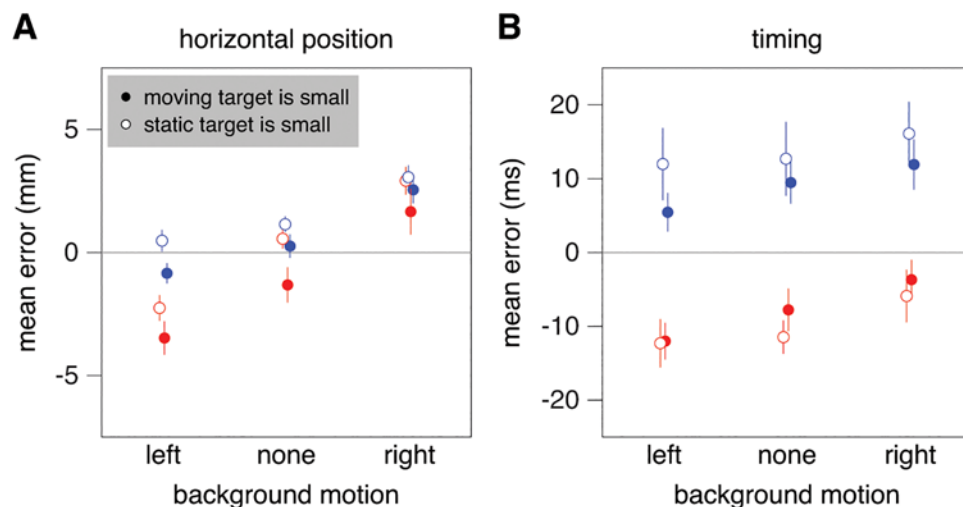 A
horizontal position
moving target is small
static target is small
5
0
-5
mean error (mm)
left none right
background motion
B
timing
20
10
0
-10
-20
mean error (ms)
left none right
background motion